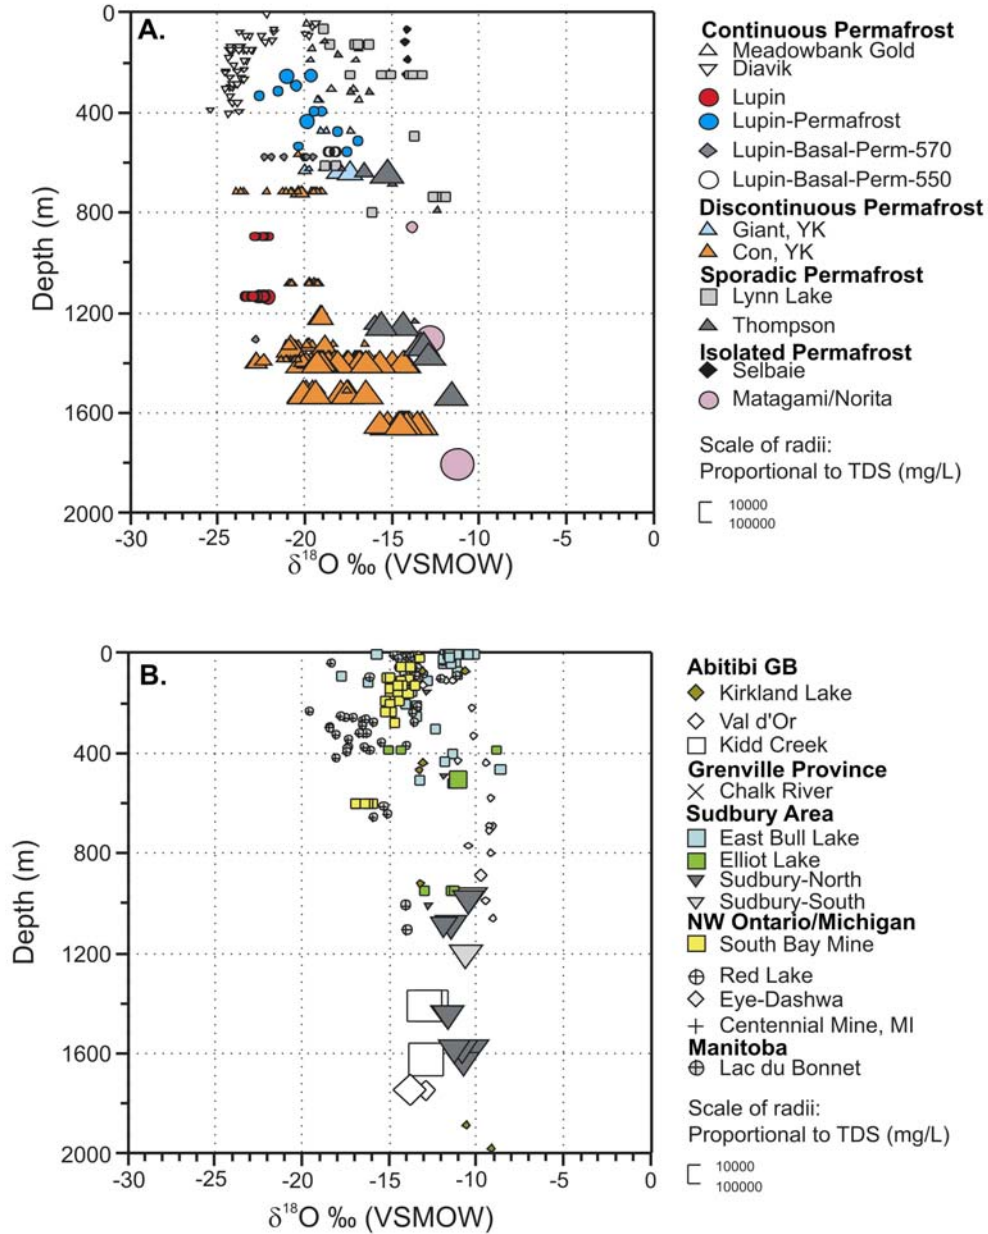 A.
0
400
800
1200
1600
2000
Depth (m)
-30
-25
-20
-15
-10
-5
0
δ18O ‰ (VSMOW)
Continuous Permafrost
Meadowbank Gold
Diavik
Lupin
Lupin-Permafrost
Lupin-Basal-Perm-570
Lupin-Basal-Perm-550
Discontinuous Permafrost
Giant, YK
Con, YK
Sporadic Permafrost
Lynn Lake
Thompson
Isolated Permafrost
Selbaie
Matagami/Norita
Scale of radii:
Proportional to TDS (mg/L)
10000
100000
B.
0
400
800
1200
1600
2000
Depth (m)
-30
-25
-20
-15
-10
-5
0
δ18O ‰ (VSMOW)
Abitibi GB
Kirkland Lake
Val d'Or
Kidd Creek
Grenville Province
Chalk River
Sudbury Area
East Bull Lake
Elliot Lake
Sudbury-North
Sudbury-South
NW Ontario/Michigan
South Bay Mine
Red Lake
Eye-Dashwa
Centennial Mine, MI
Manitoba
Lac du Bonnet
Scale of radii:
Proportional to TDS (mg/L)
10000
100000